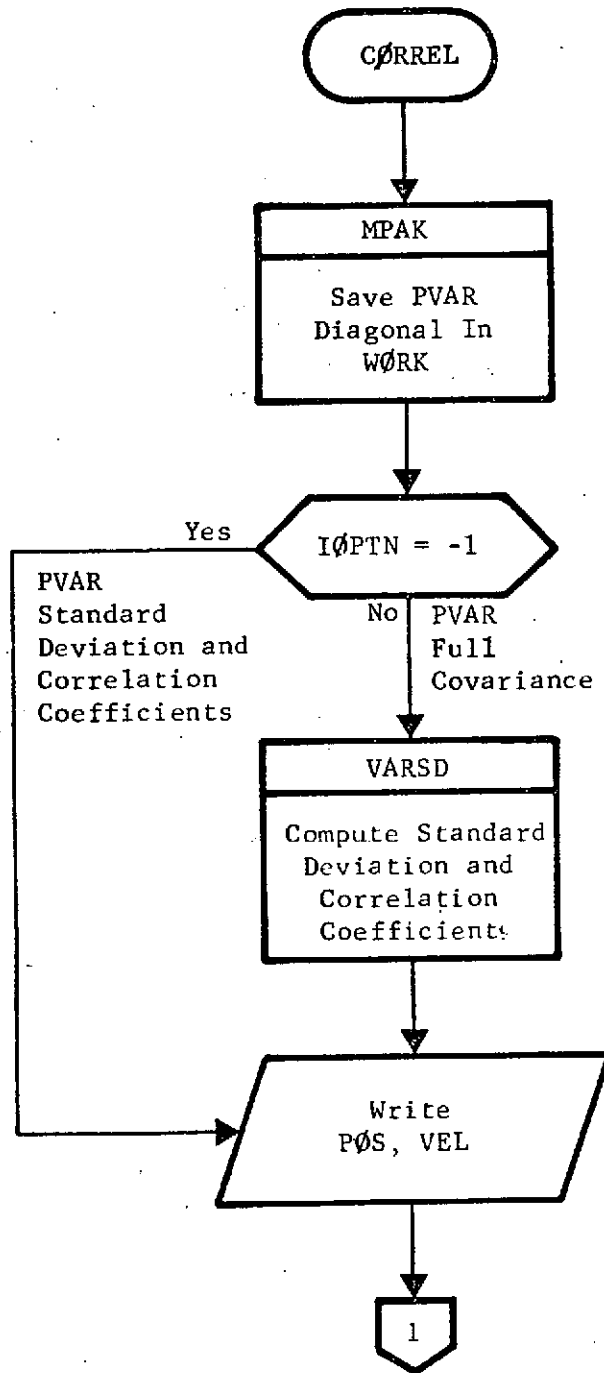 CØRREL
MPAK
Save PVAR
Diagonal In
WØRK
IØPTN = -1
Yes
PVAR
Standard
Deviation and
Correlation
Coefficients
No
PVAR
Full
Covariance
VARSD
Compute Standard
Deviation and
Correlation
Coefficients
Write
PØS, VEL
1